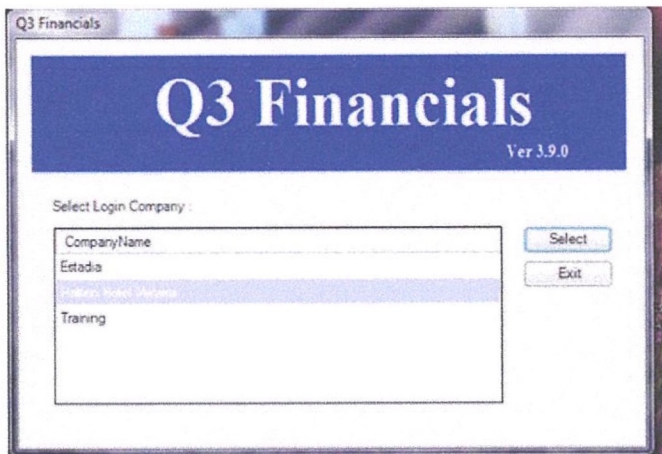 Q3 Financials
Q3 Financials
Ver 3.9.0
Select Login Company :
CompanyName
Select
Estadia
Exit
Training